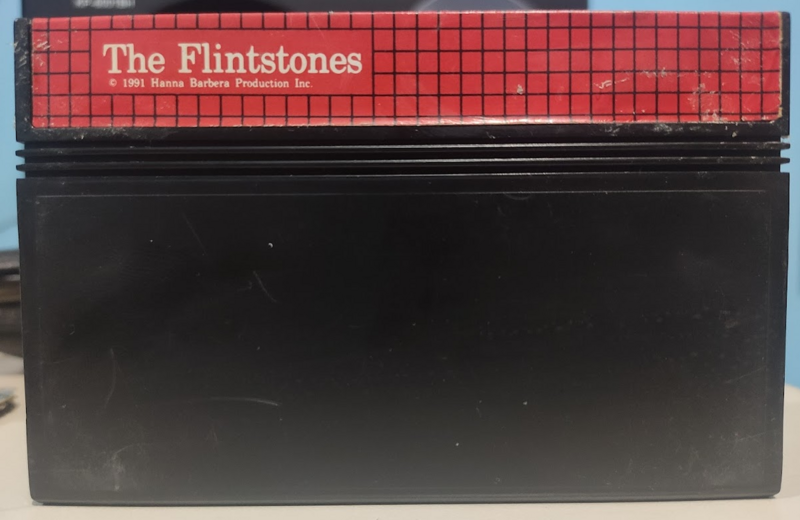 The Flintstones
© 1991 Hanna Barbera Production Inc.